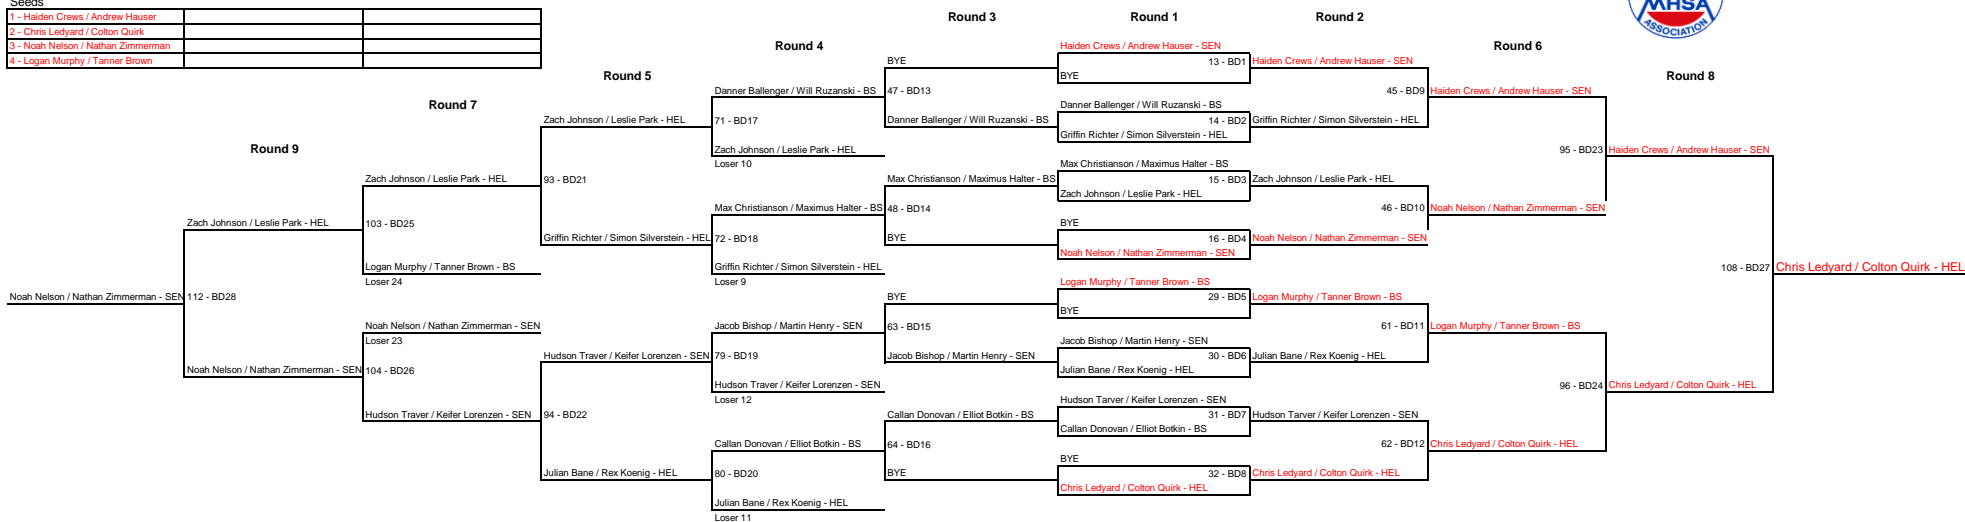 Seeds
1 - Haiden Crews / Andrew Hauser
2 - Chris Ledyard / Colton Quirk
3 - Noah Nelson / Nathan Zimmerman
4 - Logan Murphy / Tanner Brown
MHSA
ASSOCIATION
Round 3
Round 1
Round 2
Round 4
Round 6
Round 5
Round 8
Round 7
Round 9
Haiden Crews / Andrew Hauser - SEN
BYE
13 - BD1
Haiden Crews / Andrew Hauser - SEN
BYE
Danner Ballenger / Will Ruzanski - BS
47 - BD13
45 - BD9
Haiden Crews / Andrew Hauser - SEN
Danner Ballenger / Will Ruzanski - BS
Zach Johnson / Leslie Park - HEL
71 - BD17
Danner Ballenger / Will Ruzanski - BS
14 - BD2
Griffin Richter / Simon Silverstein - HEL
Griffin Richter / Simon Silverstein - HEL
Zach Johnson / Leslie Park - HEL
95 - BD23
Haiden Crews / Andrew Hauser - SEN
Loser 10
Max Christianson / Maximus Halter - BS
Zach Johnson / Leslie Park - HEL
93 - BD21
Max Christianson / Maximus Halter - BS
15 - BD3
Zach Johnson / Leslie Park - HEL
Zach Johnson / Leslie Park - HEL
Max Christianson / Maximus Halter - BS
48 - BD14
46 - BD10
Noah Nelson / Nathan Zimmerman - SEN
Zach Johnson / Leslie Park - HEL
103 - BD25
BYE
Griffin Richter / Simon Silverstein - HEL
72 - BD18
BYE
16 - BD4
Noah Nelson / Nathan Zimmerman - SEN
Noah Nelson / Nathan Zimmerman - SEN
Logan Murphy / Tanner Brown - BS
Griffin Richter / Simon Silverstein - HEL
108 - BD27
Chris Ledyard / Colton Quirk - HEL
Loser 24
Loser 9
Logan Murphy / Tanner Brown - BS
Noah Nelson / Nathan Zimmerman - SEN
112 - BD28
BYE
29 - BD5
Logan Murphy / Tanner Brown - BS
BYE
Noah Nelson / Nathan Zimmerman - SEN
Jacob Bishop / Martin Henry - SEN
63 - BD15
61 - BD11
Logan Murphy / Tanner Brown - BS
Loser 23
Jacob Bishop / Martin Henry - SEN
Hudson Traver / Keifer Lorenzen - SEN
79 - BD19
Jacob Bishop / Martin Henry - SEN
30 - BD6
Julian Bane / Rex Koenig - HEL
Noah Nelson / Nathan Zimmerman - SEN
104 - BD26
Julian Bane / Rex Koenig - HEL
Hudson Traver / Keifer Lorenzen - SEN
96 - BD24
Chris Ledyard / Colton Quirk - HEL
Loser 12
Hudson Tarver / Keifer Lorenzen - SEN
Hudson Traver / Keifer Lorenzen - SEN
94 - BD22
Callan Donovan / Elliot Botkin - BS
31 - BD7
Hudson Tarver / Keifer Lorenzen - SEN
Callan Donovan / Elliot Botkin - BS
Callan Donovan / Elliot Botkin - BS
64 - BD16
62 - BD12
Chris Ledyard / Colton Quirk - HEL
BYE
Julian Bane / Rex Koenig - HEL
80 - BD20
BYE
32 - BD8
Chris Ledyard / Colton Quirk - HEL
Chris Ledyard / Colton Quirk - HEL
Julian Bane / Rex Koenig - HEL
Loser 11